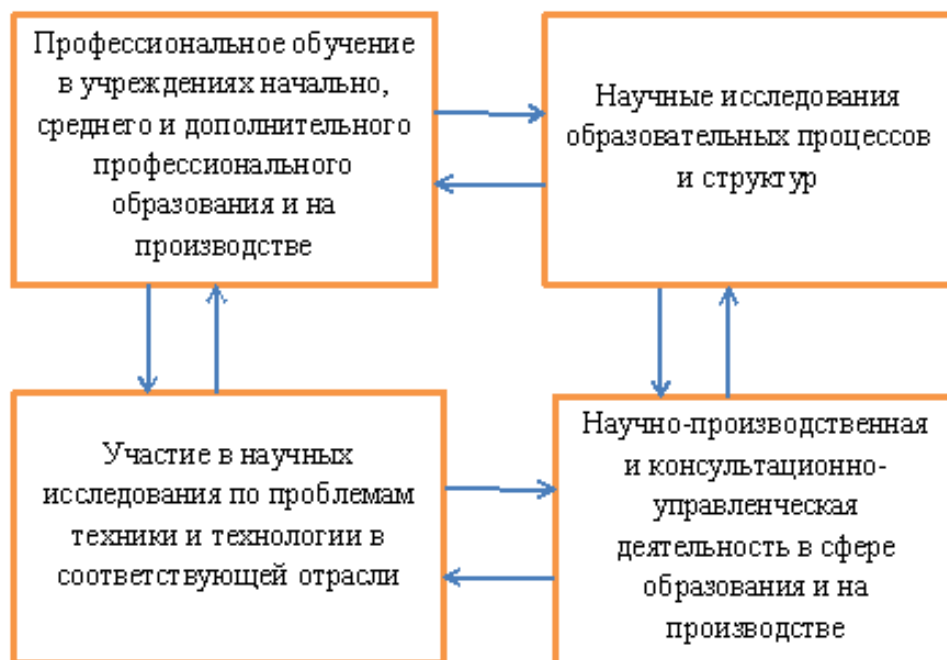 Профессиональное обучение
в учреждениях начально,
среднего и дополнительного
профессионального
образования и на
производстве
Научные исследования
образовательных процессов
и структур
Участие в научных
исследования по проблемам
техники и технологии в
соответствующей отрасли
Научно-производственная
и консультационно-
управленческая
деятельность в сфере
образования и на
производстве